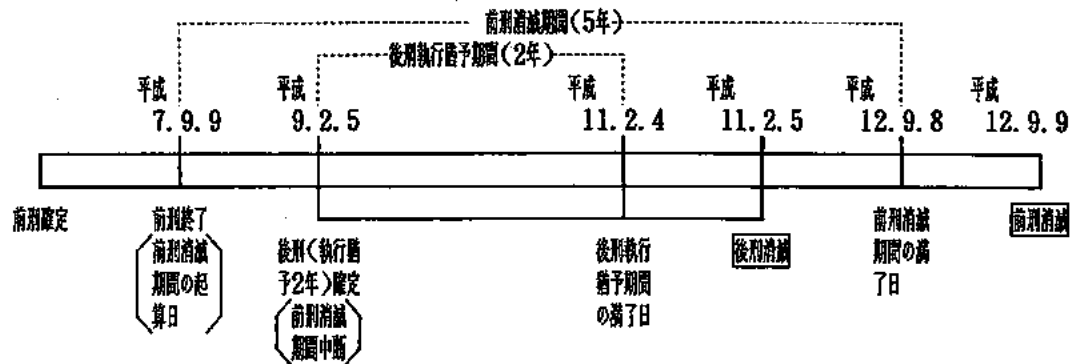 前刑消滅期間(5年)
後刑執行猶予期間(2年)
平成 平成 平成 平成 平成 平成
7.9.9 9.2.5 11.2.4 11.2.5 12.9.8 12.9.9
前刑確定
前刑終了
前刑消滅
期間の起
算日
後刑(執行猶
予2年)確定
前刑消滅
期間中断
後刑執行
猶予期間
の満了日
後刑消滅
前刑消滅
期間の満
了日
前刑消滅